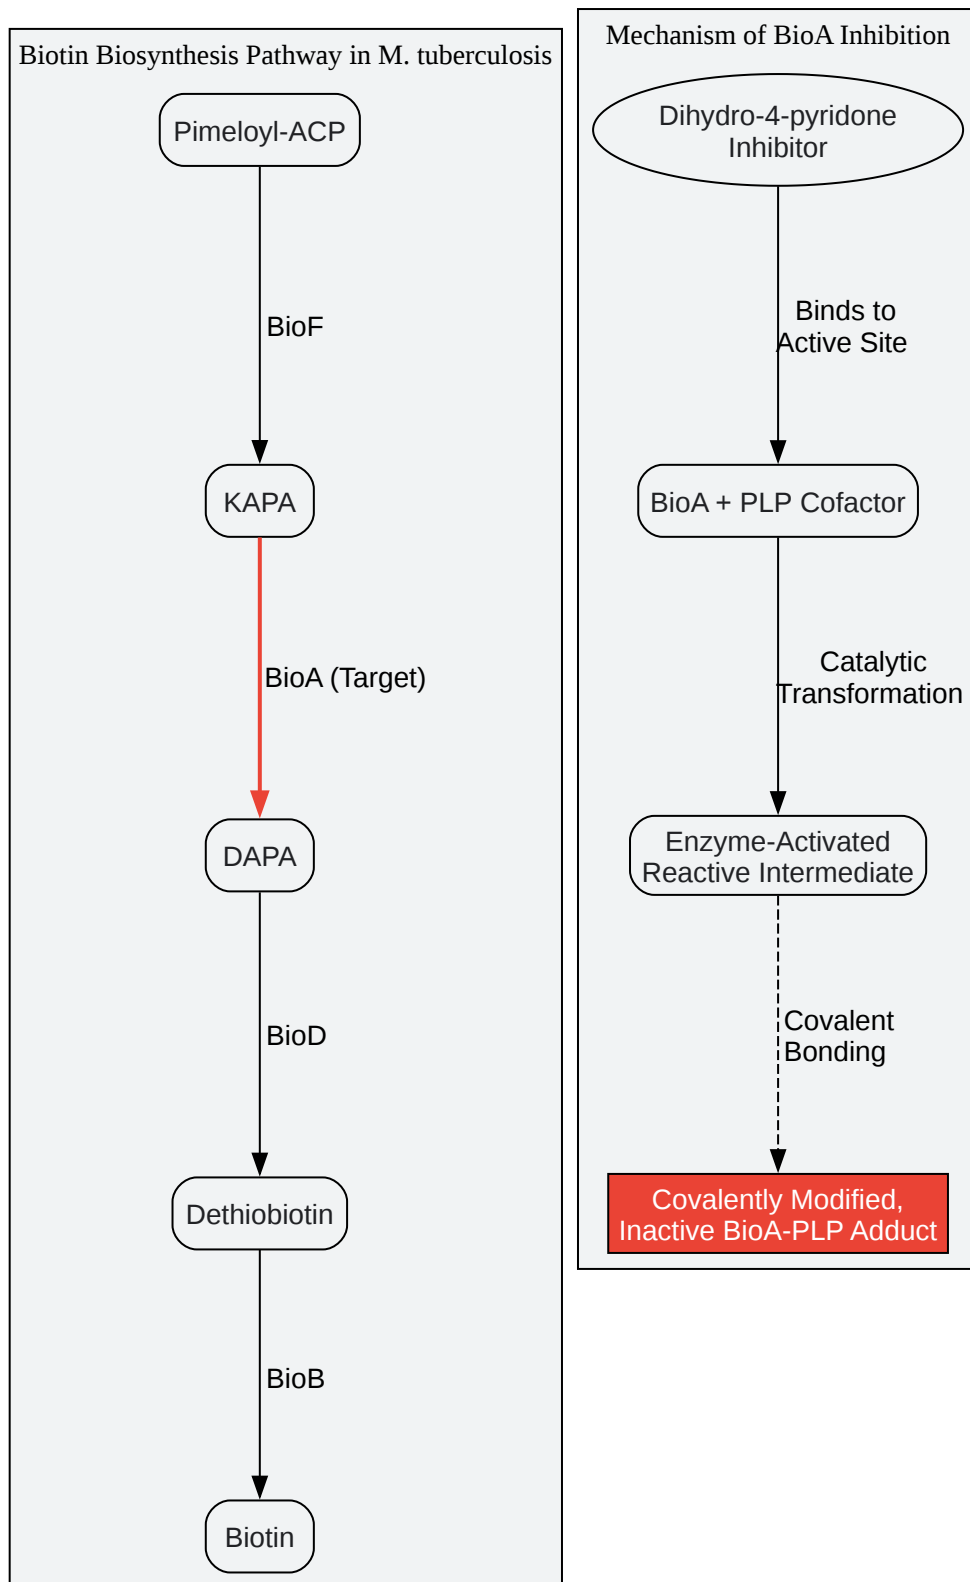 Biotin Biosynthesis Pathway in M. tuberculosis
Pimeloyl-ACP
BioF
KAPA
BioA (Target)
DAPA
BioD
Dethiobiotin
BioB
Biotin
Mechanism of BioA Inhibition
Dihydro-4-pyridone
Inhibitor
Binds to
Active Site
BioA + PLP Cofactor
Catalytic
Transformation
Enzyme-Activated
Reactive Intermediate
Covalent
Bonding
Covalently Modified,
Inactive BioA-PLP Adduct